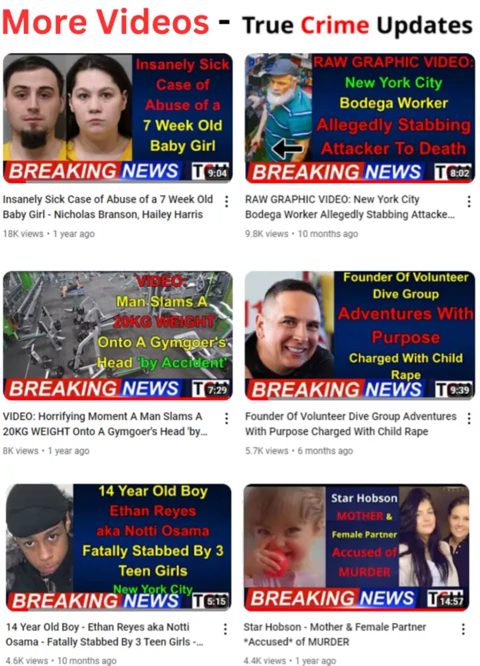 More Videos - True Crime Updates
Insanely Sick
Case of
Abuse of a
7 Week Old
Baby Girl
BREAKING NEWS
9:04
Insanely Sick Case of Abuse of a 7 Week Old
Baby Girl - Nicholas Branson, Hailey Harris
18K views • 1 year ago
RAW GRAPHIC VIDEO:
New York City
Bodega Worker
Allegedly Stabbing
Attacker To Death
BREAKING NEWS
8:02
RAW GRAPHIC VIDEO: New York City
Bodega Worker Allegedly Stabbing Attacke...
9.8K views • 10 months ago
VIDEO:
Man Slams A
20KG WEIGHT
Onto A Gymgoer's
Head 'by Accident'
BREAKING NEWS
7:29
VIDEO: Horrifying Moment A Man Slams A
20KG WEIGHT Onto A Gymgoer's Head 'by...
8K views • 1 year ago
Founder Of Volunteer
Dive Group
Adventures With
Purpose
Charged With Child
Rape
BREAKING NEWS
9:39
Founder Of Volunteer Dive Group Adventures
With Purpose Charged With Child Rape
5.7K views • 6 months ago
14 Year Old Boy
Ethan Reyes
aka Notti Osama
Fatally Stabbed By 3
Teen Girls
New York City
BREAKING NEWS
5:15
14 Year Old Boy - Ethan Reyes aka Notti
Osama - Fatally Stabbed By 3 Teen Girls -...
4.6K views • 10 months ago
Star Hobson
MOTHER &
Female Partner
Accused of
MURDER
BREAKING NEWS
14:57
Star Hobson - Mother & Female Partner
*Accused* of MURDER
4.4K views • 1 year ago